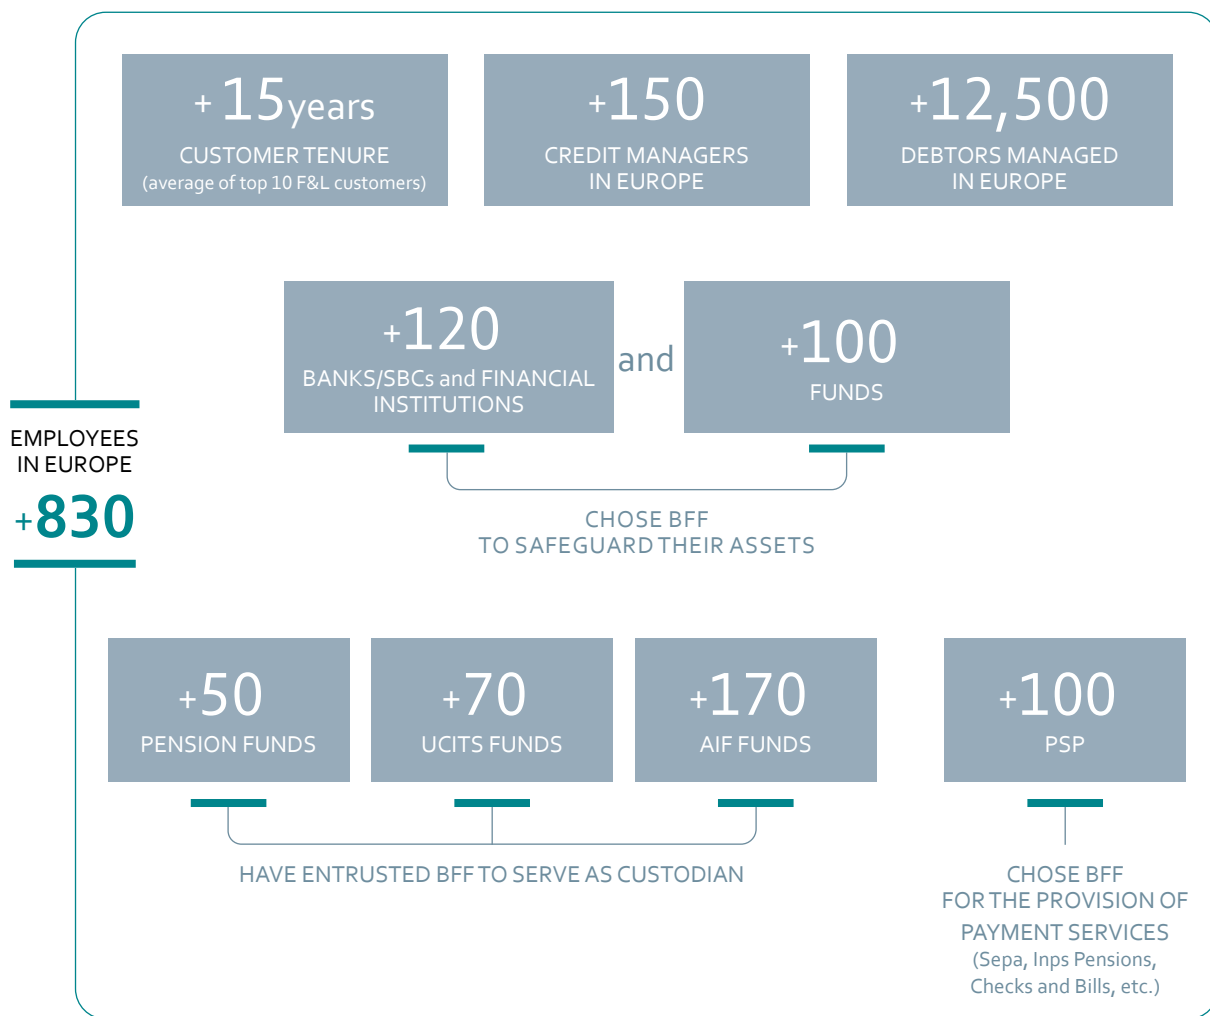 + 15 years
CUSTOMER TENURE
(average of top 10 F&L customers)
+150
CREDIT MANAGERS
IN EUROPE
+12,500
DEBTORS MANAGED
IN EUROPE
+120
BANKS/SBCs and FINANCIAL
INSTITUTIONS
and
+100
FUNDS
CHOSE BFF
TO SAFEGUARD THEIR ASSETS
EMPLOYEES
IN EUROPE
+830
+50
PENSION FUNDS
+70
UCITS FUNDS
+170
AIF FUNDS
HAVE ENTRUSTED BFF TO SERVE AS CUSTODIAN
+100
PSP
CHOSE BFF
FOR THE PROVISION OF
PAYMENT SERVICES
(Sepa, Inps Pensions,
Checks and Bills, etc.)